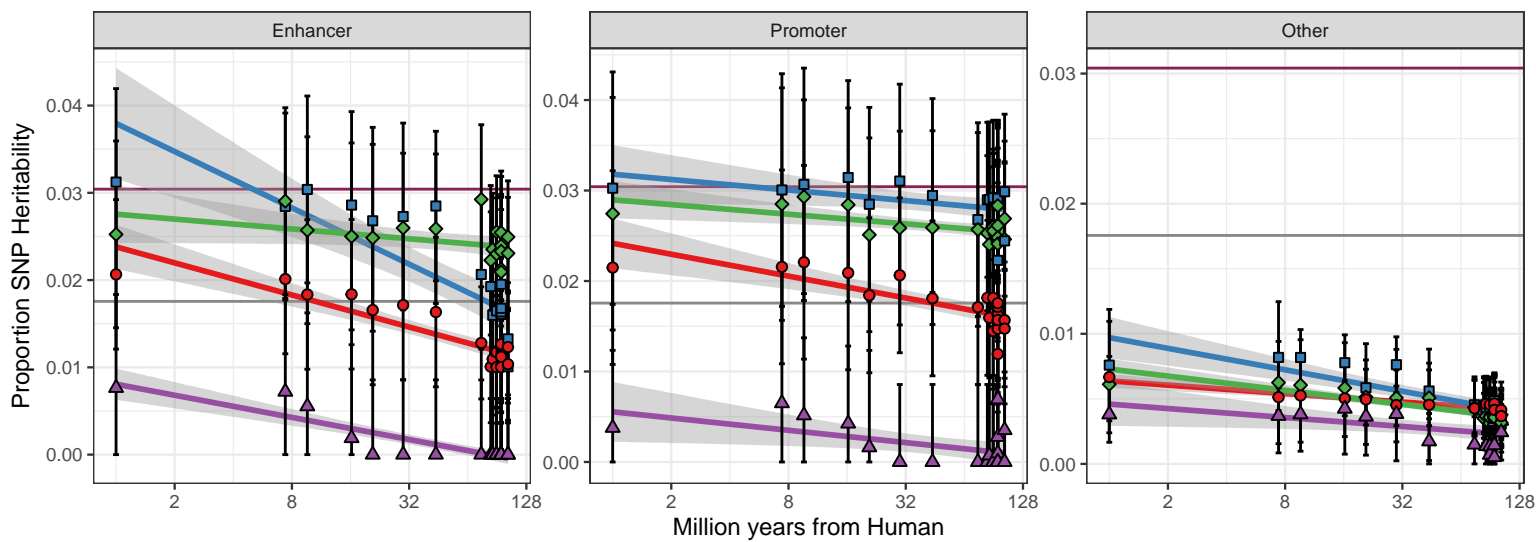 Enhancer
Promoter
Other
Proportion SNP Heritability
0.04
0.03
0.02
0.01
0.00
0.04
0.03
0.02
0.01
0.00
0.03
0.02
0.01
0.00
2 8 32 128
2 8 32 128
2 8 32 128
Million years from Human